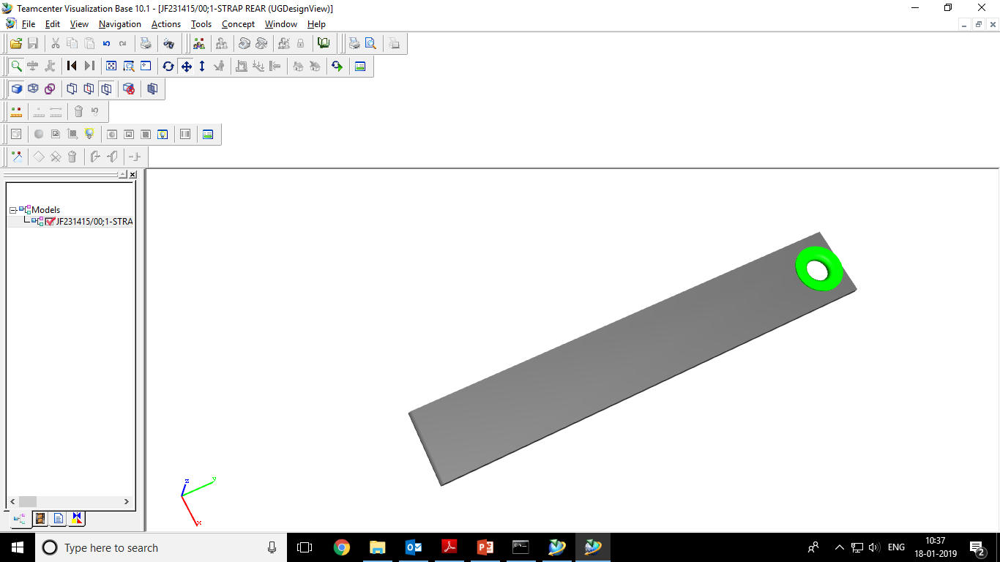 Teamcenter Visualization Base 10.1 - [JF231415/00;1-STRAP REAR (UGDesignView)]
File Edit View Navigation Actions Tools Concept Window Help
Models
JF231415/00;1-STRA
z
y
x
Type here to search
ENG
10:37
18-01-2019
2